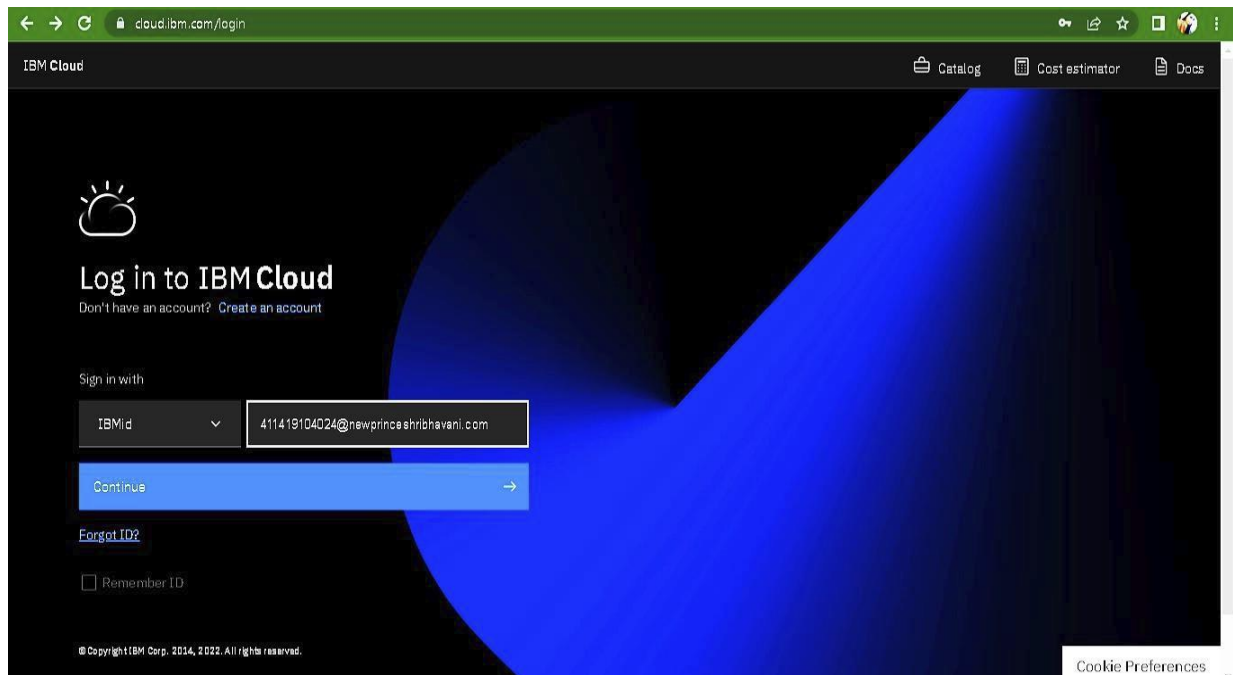 cloud.ibm.com/login
IBM Cloud Catalog Cost estimator Docs
Log in to IBM Cloud
Don't have an account? Create an account
Sign in with
IBMid 411419104024@newprinceshribhavani.com
Continue →
Forgot ID?
Remember ID
© Copyright IBM Corp. 2014, 2022. All rights reserved.
Cookie Preferences